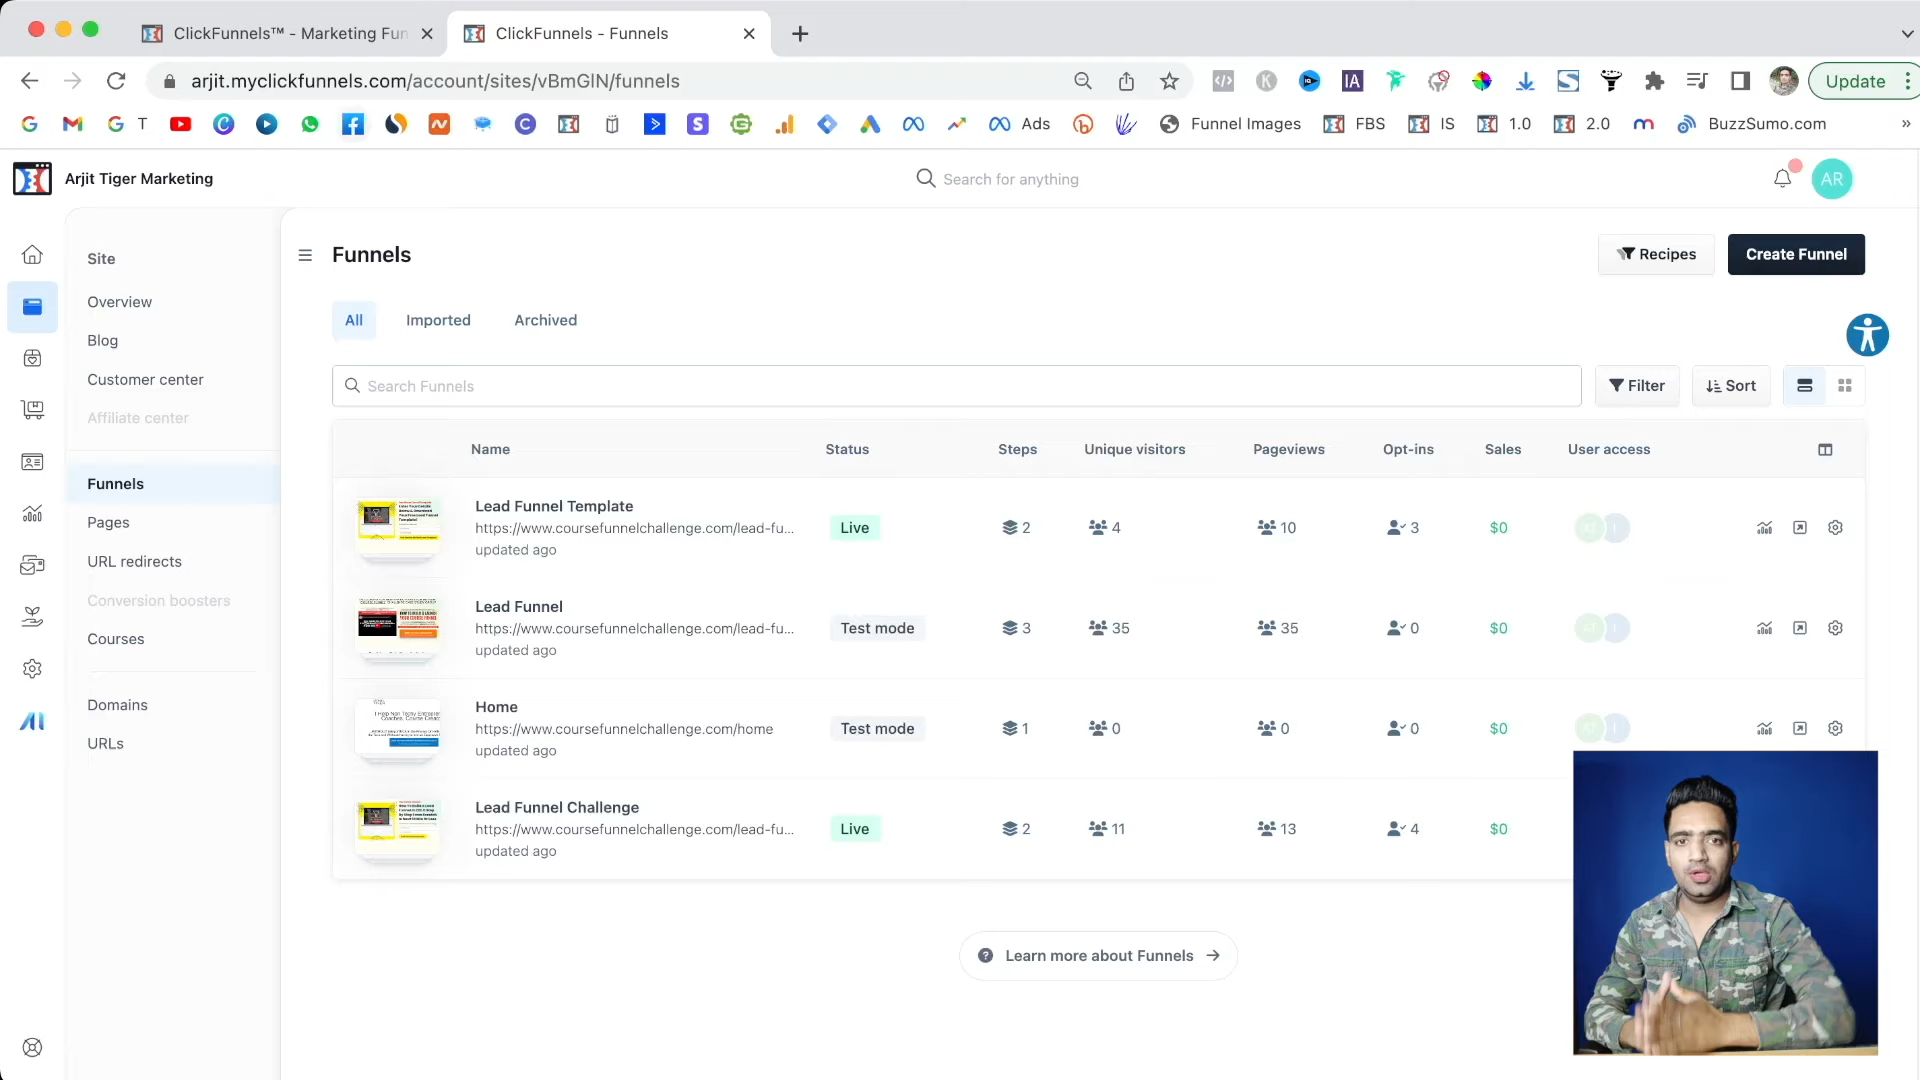 ClickFunnels™ - Marketing Fun
ClickFunnels - Funnels
arjit.myclickfunnels.com/account/sites/vBmGlN/funnels
Update
T
Ads
Funnel Images
FBS
IS
1.0
2.0
BuzzSumo.com
Arjit Tiger Marketing
Search for anything
AR
Site
Overview
Blog
Customer center
Affiliate center
Funnels
Pages
URL redirects
Conversion boosters
Courses
Domains
URLs
Funnels
Recipes
Create Funnel
All
Imported
Archived
Search Funnels
Filter
Sort
Name Status Steps Unique visitors Pageviews Opt-ins Sales User access
Lead Funnel Template
https://www.coursefunnelchallenge.com/lead-fu...
updated ago
Live 2 4 10 3 $0
Lead Funnel
https://www.coursefunnelchallenge.com/lead-fu...
updated ago
Test mode 3 35 35 0 $0
Home
https://www.coursefunnelchallenge.com/home
updated ago
Test mode 1 0 0 0 $0
Lead Funnel Challenge
https://www.coursefunnelchallenge.com/lead-fu...
updated ago
Live 2 11 13 4 $0
Learn more about Funnels